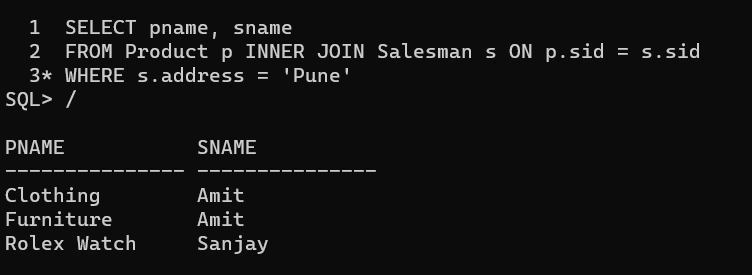 1 SELECT pname, sname
2 FROM Product p INNER JOIN Salesman s ON p.sid = s.sid
3* WHERE s.address = 'Pune'
SQL> /
PNAME SNAME
--------------- ---------------
Clothing Amit
Furniture Amit
Rolex Watch Sanjay